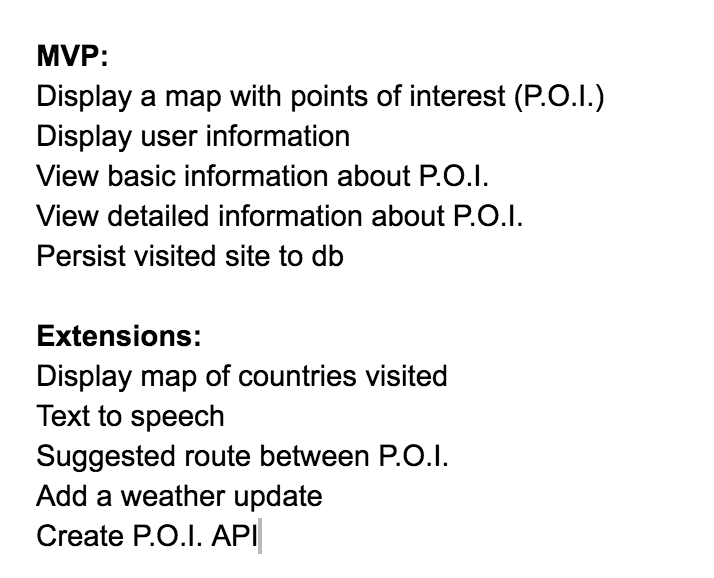 MVP:
Display a map with points of interest (P.O.I.)
Display user information
View basic information about P.O.I.
View detailed information about P.O.I.
Persist visited site to db
Extensions:
Display map of countries visited
Text to speech
Suggested route between P.O.I.
Add a weather update
Create P.O.I. API